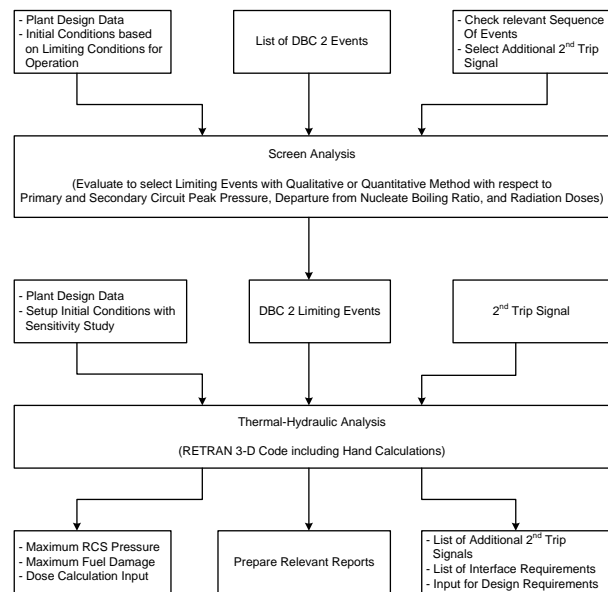 - Plant Design Data
- Initial Conditions based
on Limiting Conditions for
Operation
List of DBC 2 Events
- Check relevant Sequence
Of Events
- Select Additional 2nd Trip
Signal
Screen Analysis
(Evaluate to select Limiting Events with Qualitative or Quantitative Method with respect to
Primary and Secondary Circuit Peak Pressure, Departure from Nucleate Boiling Ratio, and Radiation Doses)
- Plant Design Data
- Setup Initial Conditions with
Sensitivity Study
DBC 2 Limiting Events
2nd Trip Signal
Thermal-Hydraulic Analysis
(RETRAN 3-D Code including Hand Calculations)
- Maximum RCS Pressure
- Maximum Fuel Damage
- Dose Calculation Input
Prepare Relevant Reports
- List of Additional 2nd Trip
Signals
- List of Interface Requirements
- Input for Design Requirements